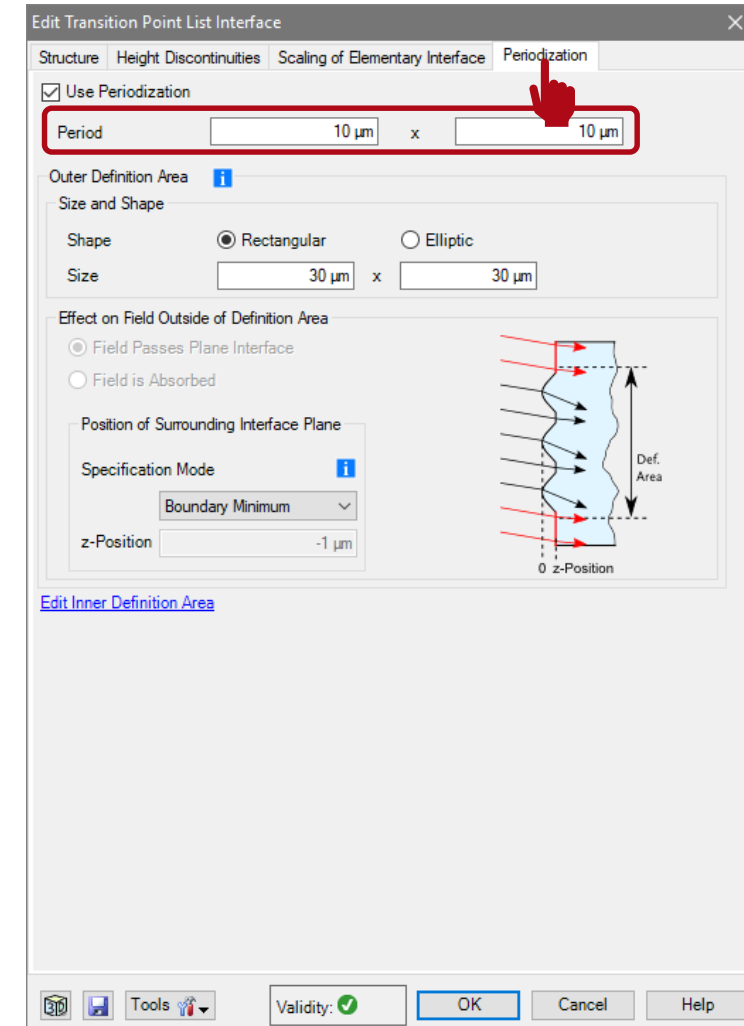 Edit Transition Point List Interface
Structure Height Discontinuities Scaling of Elementary Interface Periodization
Use Periodization
Period 10 µm x 10 µm
Outer Definition Area i
Size and Shape
Shape Rectangular Elliptic
Size 30 µm x 30 µm
Effect on Field Outside of Definition Area
Field Passes Plane Interface
Field is Absorbed
Position of Surrounding Interface Plane
Specification Mode i
Boundary Minimum
z-Position -1 µm
Def.
Area
0 z-Position
Edit Inner Definition Area
3D Tools Validity: OK Cancel Help